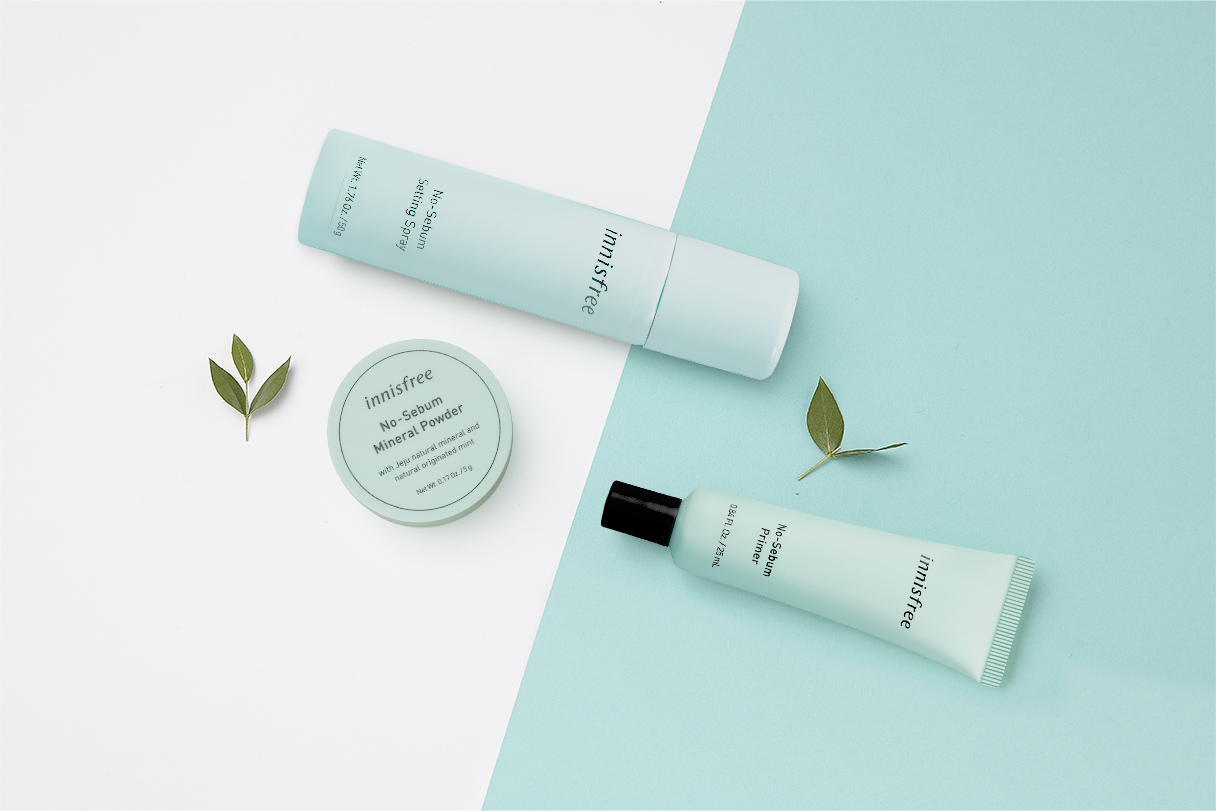 innisfree
No-Sebum
Setting Spray
Net Wt. 1.76 Oz. / 50 g
innisfree
No-Sebum
Mineral Powder
with Jeju natural mineral and
natural originated mint
Net Wt. 0.17 Oz. / 5 g
innisfree
No-Sebum
Primer
0.84 Fl. Oz. / 25 mL